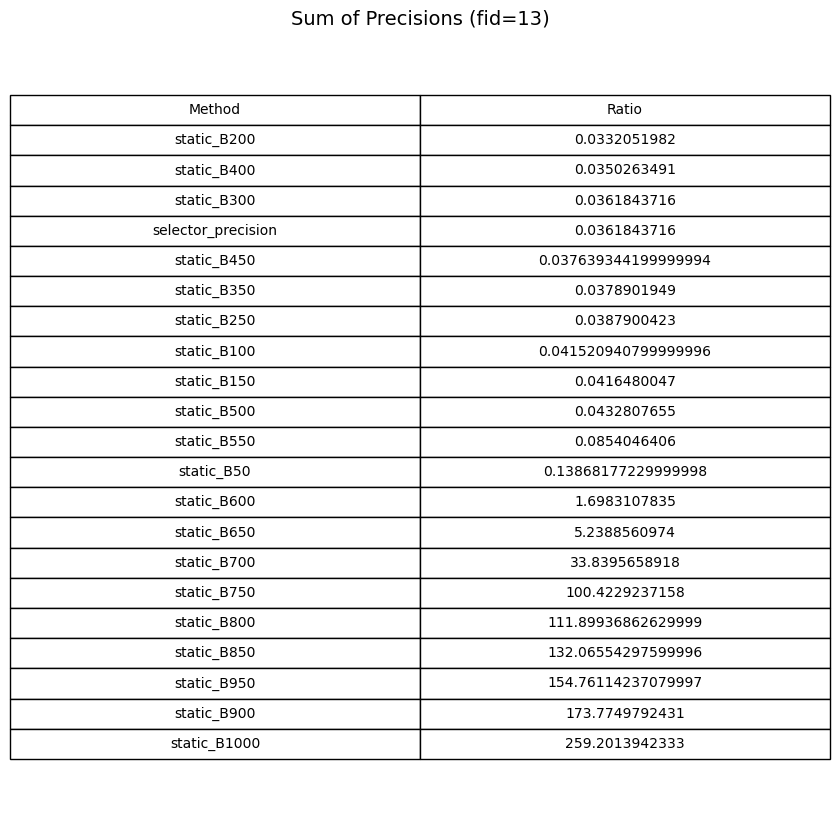 Sum of Precisions (fid=13)
Method Ratio
static_B200 0.0332051982
static_B400 0.0350263491
static_B300 0.0361843716
selector_precision 0.0361843716
static_B450 0.037639344199999994
static_B350 0.0378901949
static_B250 0.0387900423
static_B100 0.041520940799999996
static_B150 0.0416480047
static_B500 0.0432807655
static_B550 0.0854046406
static_B50 0.13868177229999998
static_B600 1.6983107835
static_B650 5.2388560974
static_B700 33.8395658918
static_B750 100.4229237158
static_B800 111.89936862629999
static_B850 132.06554297599996
static_B950 154.76114237079997
static_B900 173.7749792431
static_B1000 259.2013942333